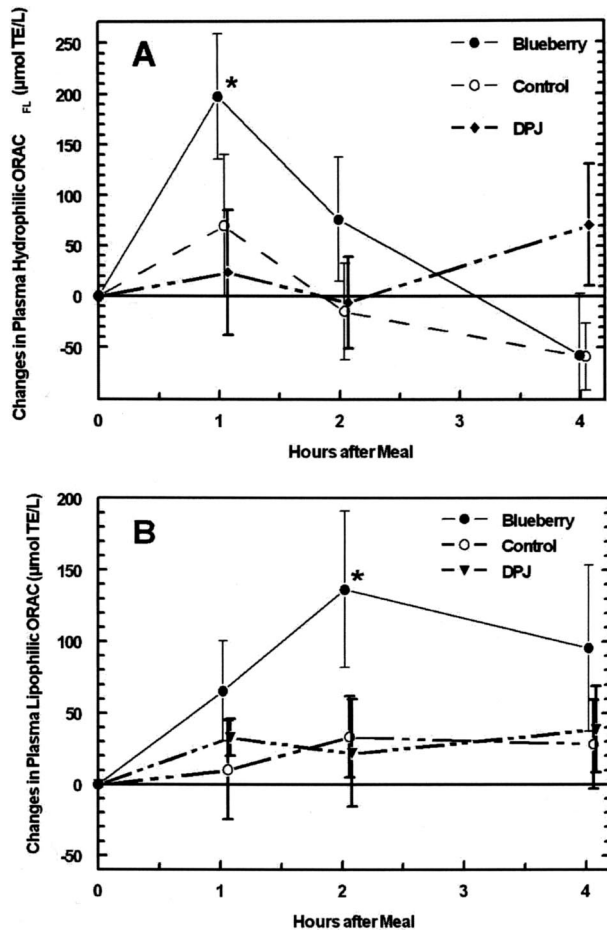 A
Changes in Plasma Hydrophilic ORAC FL (µmol TE/L)
250
200
150
100
50
0
-50
*
Blueberry
Control
DPJ
0 1 2 3 4
Hours after Meal
B
Changes in Plasma Lipophilic ORAC (µmol TE/L)
200
150
100
50
0
-50
*
Blueberry
Control
DPJ
0 1 2 3 4
Hours after Meal